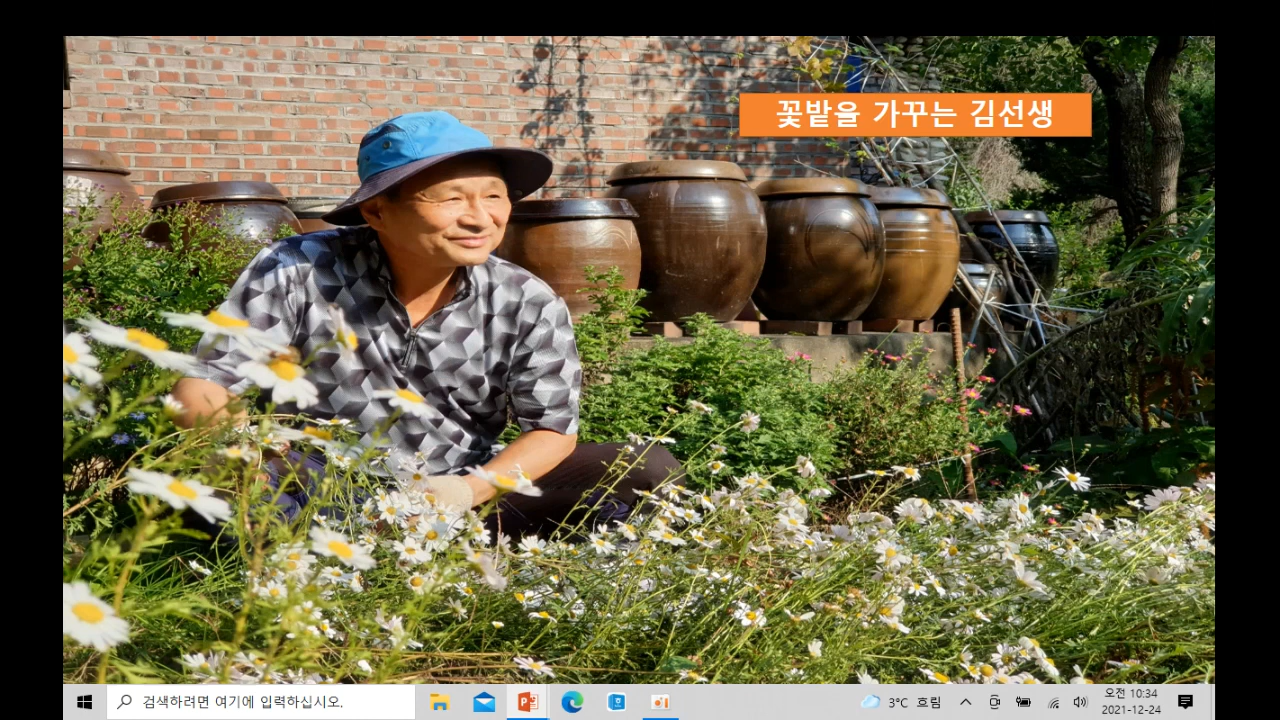 꽃밭을 가꾸는 김선생
검색하려면 여기에 입력하십시오.
3°C 흐림
오전 10:34
2021-12-24